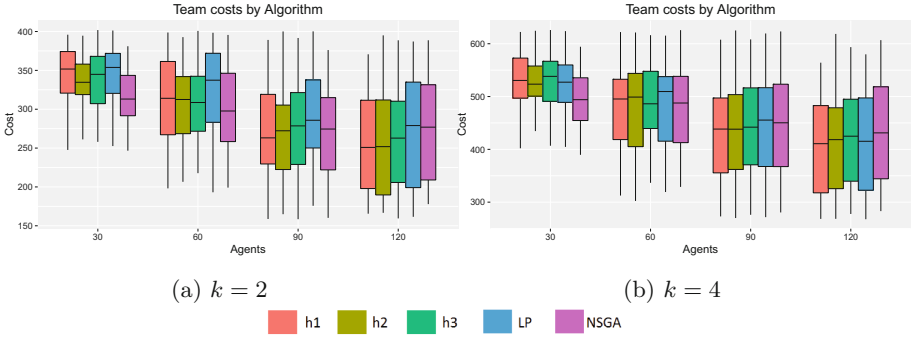 Team costs by Algorithm
400
350
300
250
200
150
Cost
30 60 90 120
Agents
(a) k = 2
Team costs by Algorithm
600
500
400
300
Cost
30 60 90 120
Agents
(b) k = 4
h1 h2 h3 LP NSGA